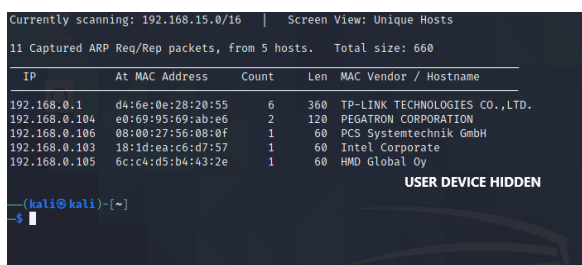 Currently scanning: 192.168.15.0/16 | Screen View: Unique Hosts
11 Captured ARP Req/Rep packets, from 5 hosts. Total size: 660
IP At MAC Address Count Len MAC Vendor / Hostname
192.168.0.1 d4:6e:0e:28:20:55 6 360 TP-LINK TECHNOLOGIES CO.,LTD.
192.168.0.104 e0:69:95:69:ab:e6 2 120 PEGATRON CORPORATION
192.168.0.106 08:00:27:56:08:0f 1 60 PCS Systemtechnik GmbH
192.168.0.103 18:1d:ea:c6:d7:57 1 60 Intel Corporate
192.168.0.105 6c:c4:d5:b4:43:2e 1 60 HMD Global Oy
USER DEVICE HIDDEN
──(kali㉿kali)-[~]
─$